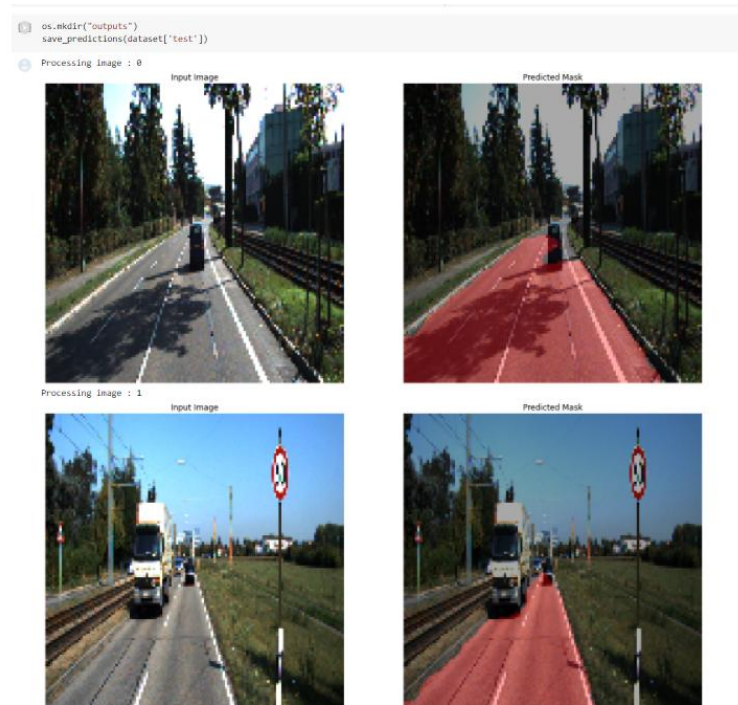 os.mkdir("outputs")
save_predictions(dataset['test'])
Processing image : 0
Input Image
Predicted Mask
Processing image : 1
Input Image
Predicted Mask